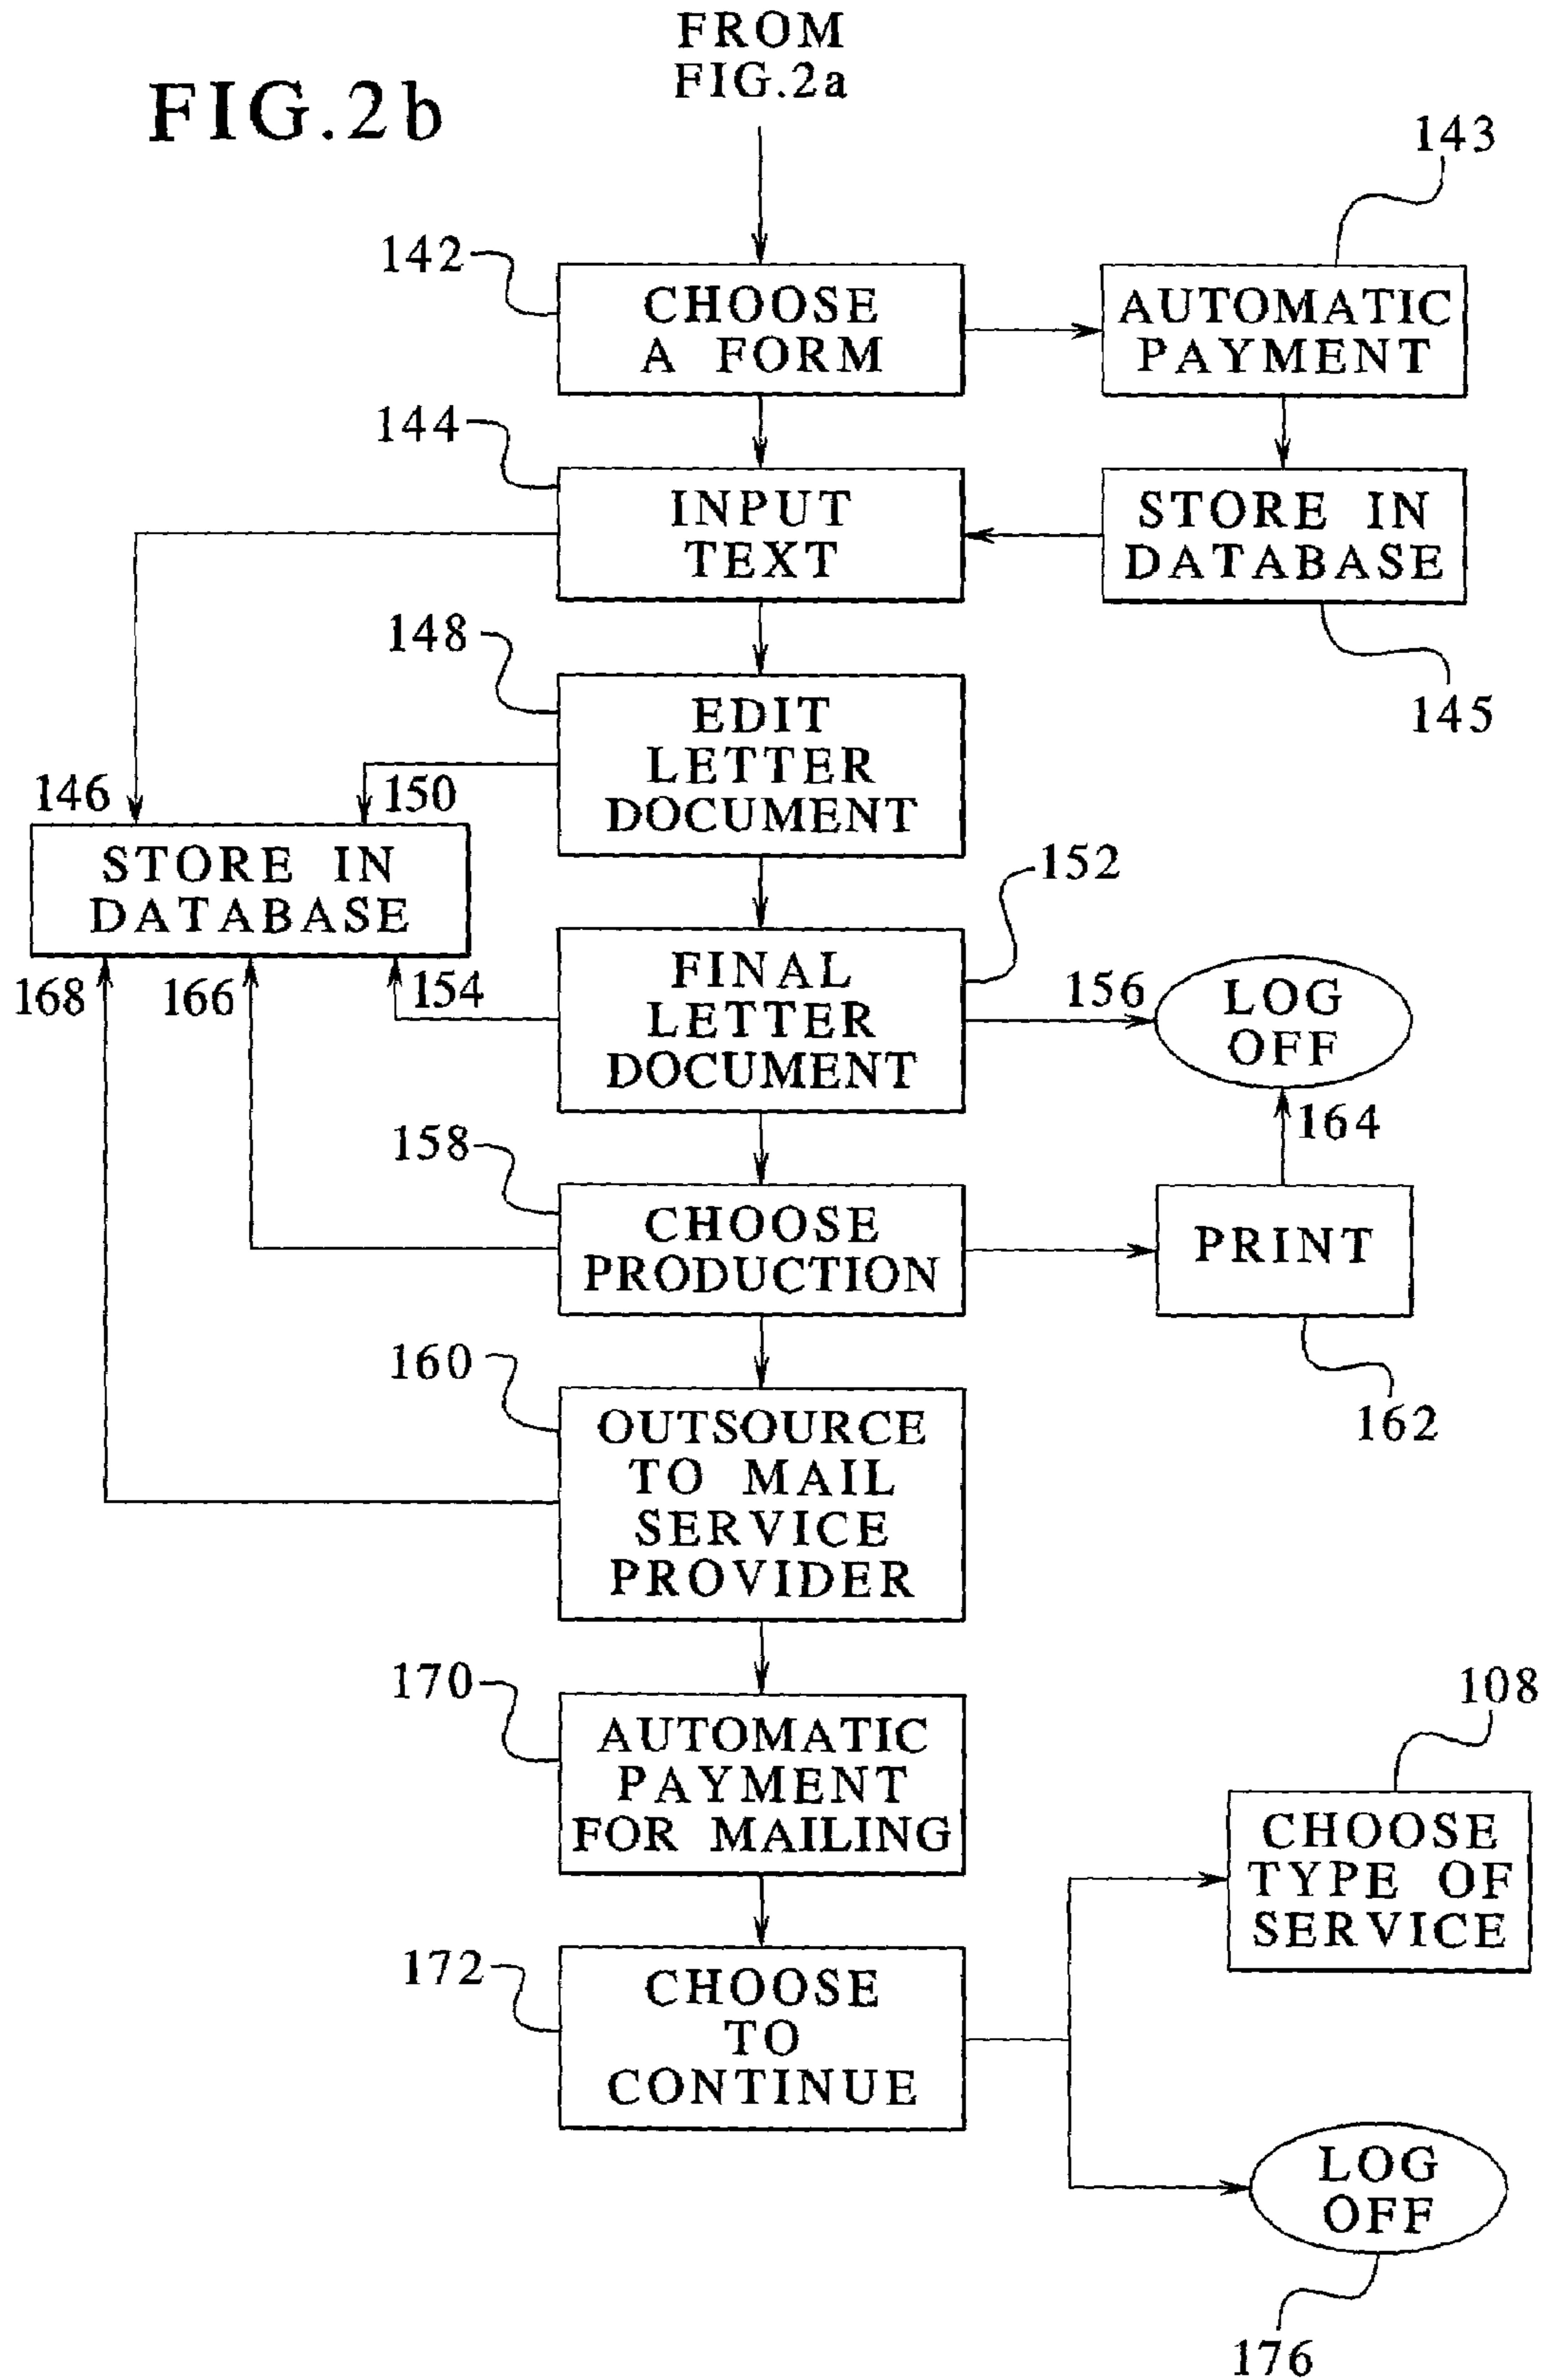 FROM
FIG.2a
FIG.2b
143
142
CHOOSE
A FORM
AUTOMATIC
PAYMENT
144
INPUT
TEXT
STORE IN
DATABASE
148
145
EDIT
LETTER
DOCUMENT
146
150
STORE IN
DATABASE
152
168
166
154
FINAL
LETTER
DOCUMENT
156
LOG
OFF
164
158
CHOOSE
PRODUCTION
PRINT
160
162
OUTSOURCE
TO MAIL
SERVICE
PROVIDER
170
108
AUTOMATIC
PAYMENT
FOR MAILING
CHOOSE
TYPE OF
SERVICE
172
CHOOSE
TO
CONTINUE
LOG
OFF
176